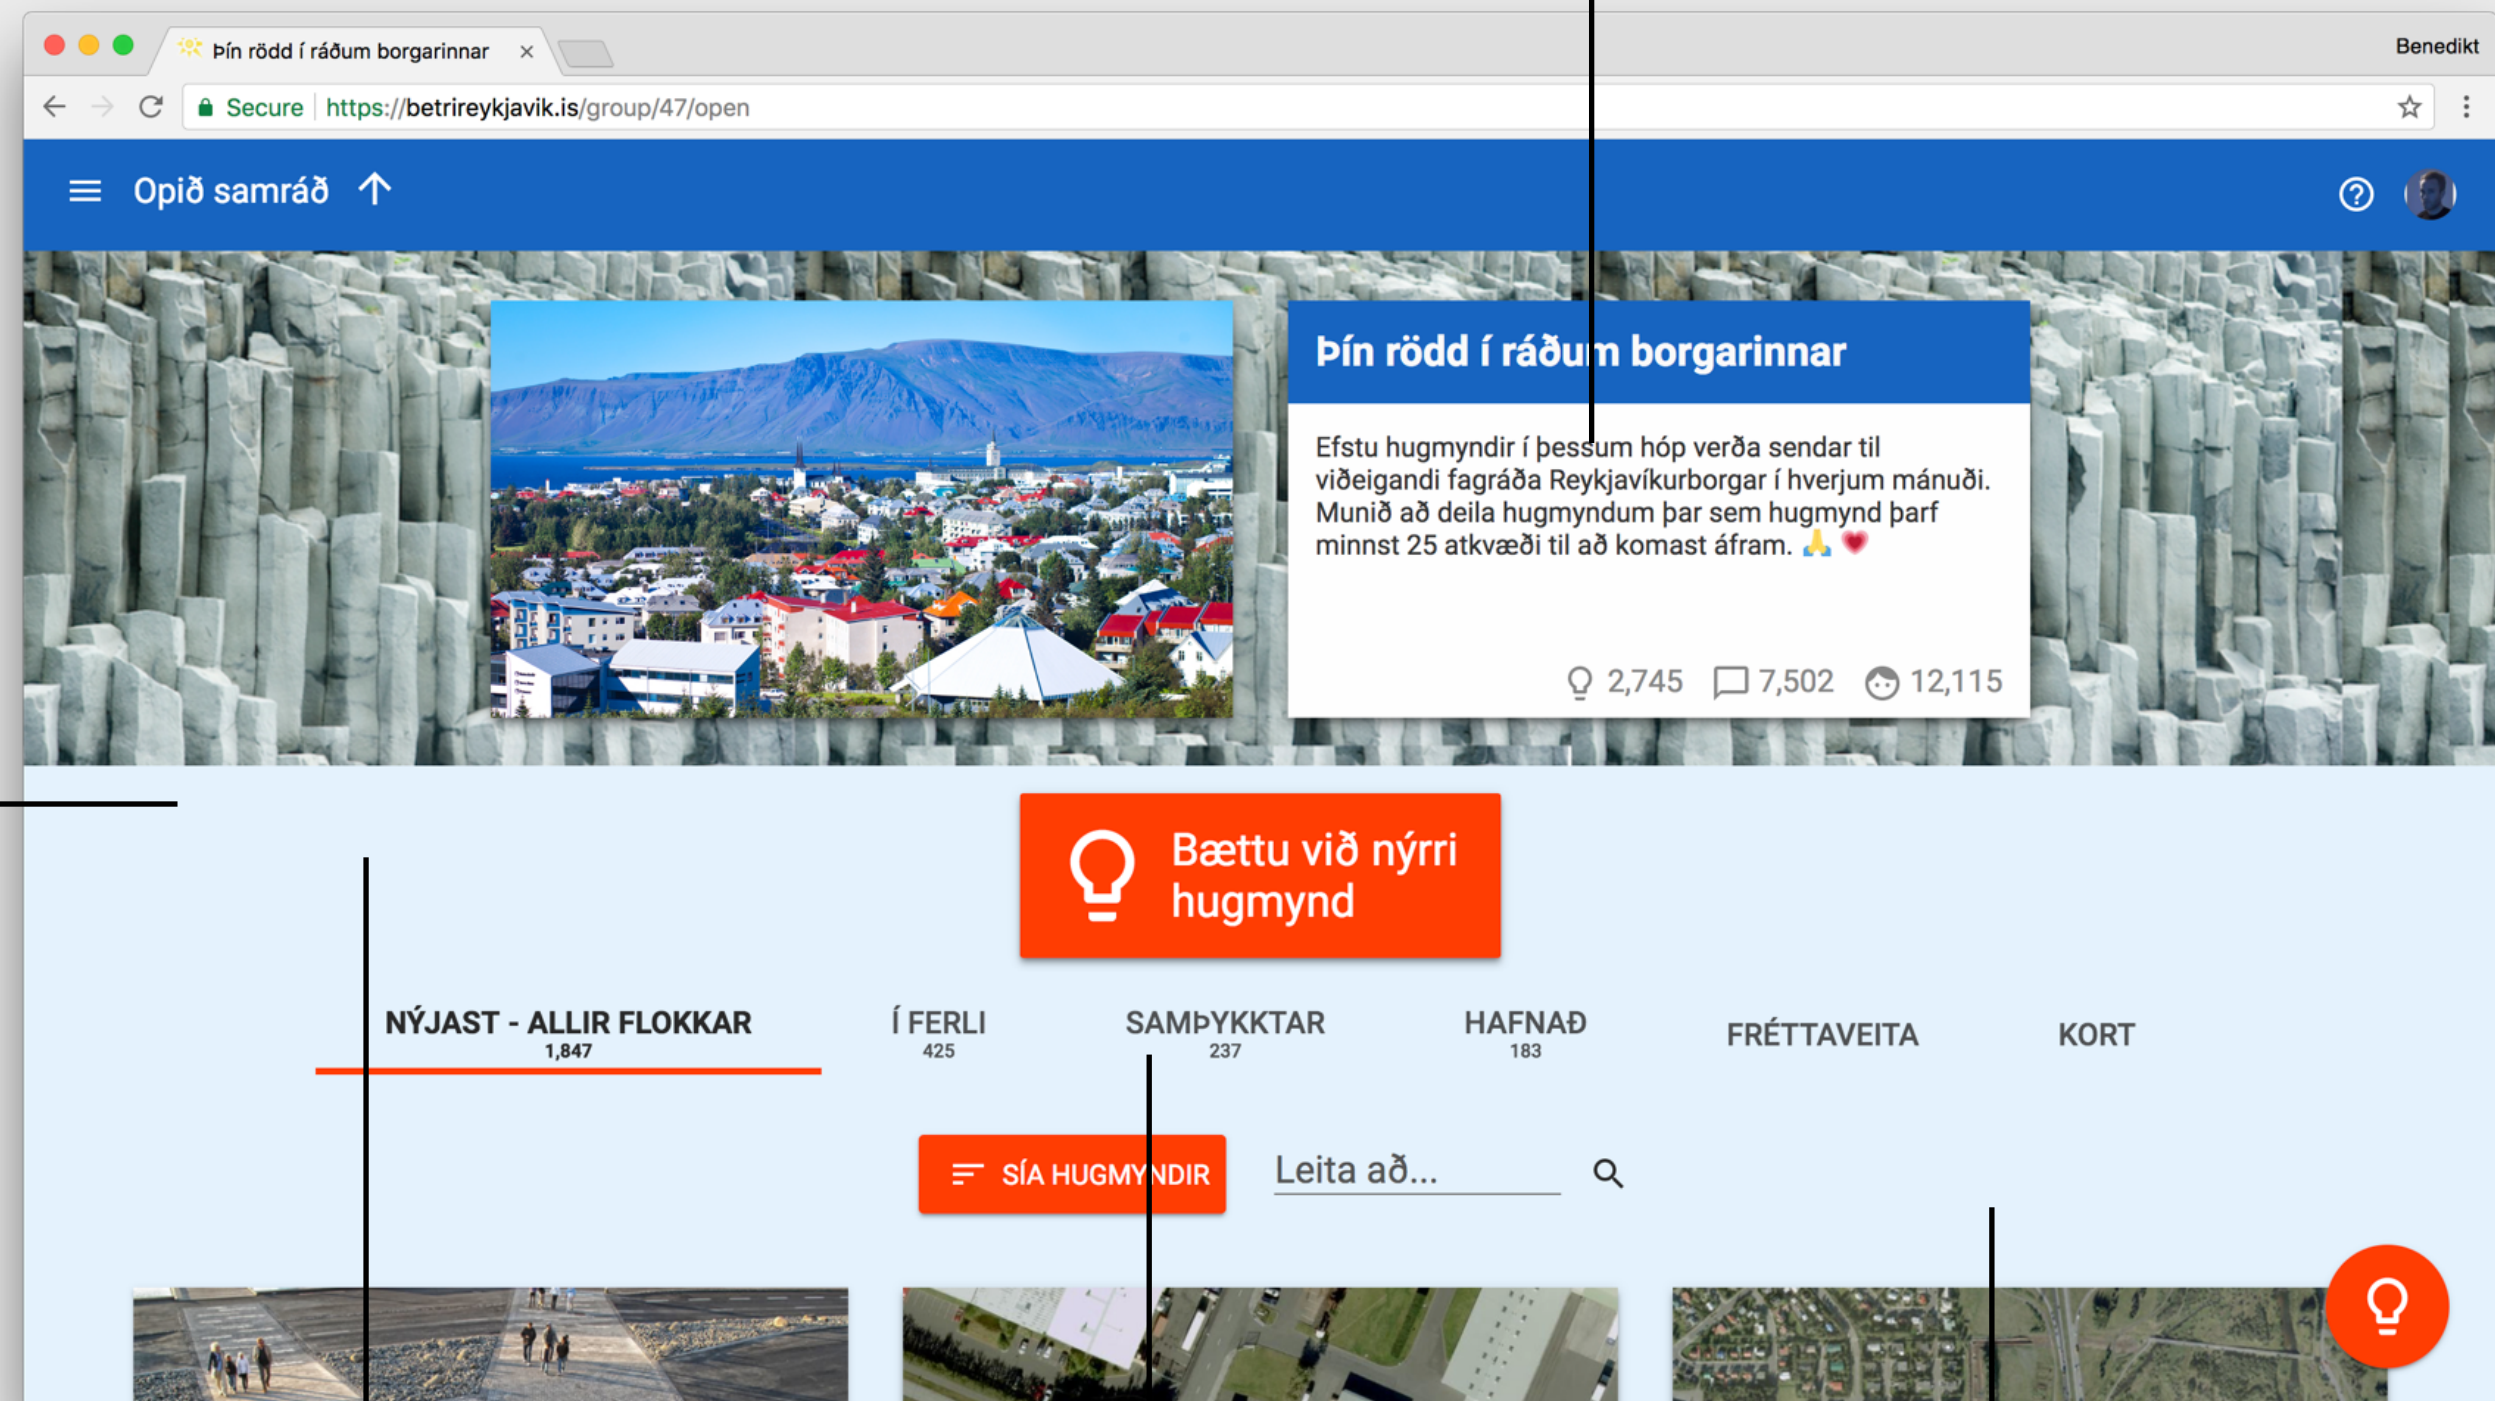 Þín rödd í ráðum borgarinnar
Benedikt
Secure https://betrireykjavik.is/group/47/open
Opið samráð
Þín rödd í ráðum borgarinnar
Efstu hugmyndir í þessum hóp verða sendar til
viðeigandi fagráða Reykjavíkurborgar í hverjum mánuði.
Munið að deila hugmyndum þar sem hugmynd þarf
minnst 25 atkvæði til að komast áfram. 🙏 💗
2,745 7,502 12,115
Bættu við nýrri
hugmynd
NÝJAST - ALLIR FLOKKAR
1,847
Í FERLI
425
SAMÞYKKTAR
237
HAFNAÐ
183
FRÉTTAVEITA
KORT
SÍA HUGMYNDIR
Leita að...